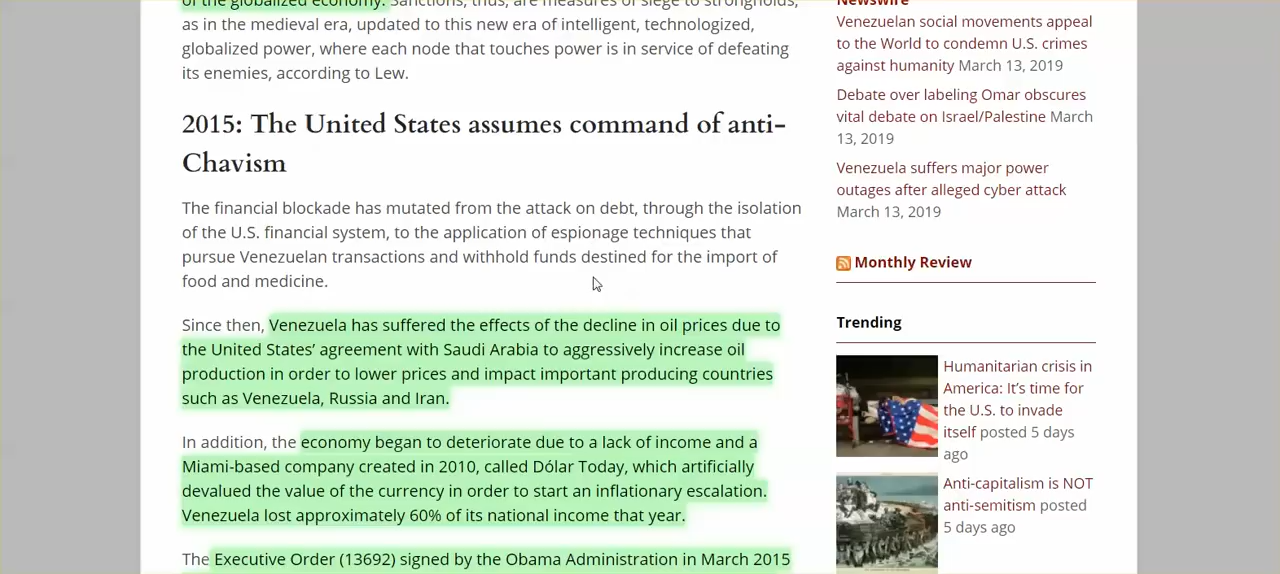 of the globalized economy. Sanctions, thus, are measures of siege to strongholds,
as in the medieval era, updated to this new era of intelligent, technologized,
globalized power, where each node that touches power is in service of defeating
its enemies, according to Lew.
2015: The United States assumes command of anti-
Chavism
The financial blockade has mutated from the attack on debt, through the isolation
of the U.S. financial system, to the application of espionage techniques that
pursue Venezuelan transactions and withhold funds destined for the import of
food and medicine.
Since then, Venezuela has suffered the effects of the decline in oil prices due to
the United States’ agreement with Saudi Arabia to aggressively increase oil
production in order to lower prices and impact important producing countries
such as Venezuela, Russia and Iran.
In addition, the economy began to deteriorate due to a lack of income and a
Miami-based company created in 2010, called Dólar Today, which artificially
devalued the value of the currency in order to start an inflationary escalation.
Venezuela lost approximately 60% of its national income that year.
The Executive Order (13692) signed by the Obama Administration in March 2015
Newswire
Venezuelan social movements appeal
to the World to condemn U.S. crimes
against humanity March 13, 2019
Debate over labeling Omar obscures
vital debate on Israel/Palestine March
13, 2019
Venezuela suffers major power
outages after alleged cyber attack
March 13, 2019
Monthly Review
Trending
Humanitarian crisis in
America: It’s time for
the U.S. to invade
itself posted 5 days
ago
Anti-capitalism is NOT
anti-semitism posted
5 days ago